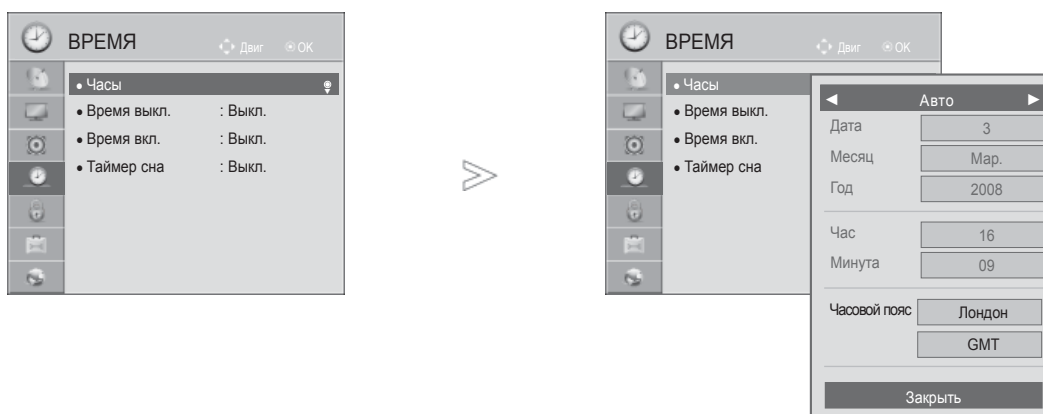 ВРЕМЯ Двиг OK
• Часы
• Время выкл. : Выкл.
• Время вкл. : Выкл.
• Таймер сна : Выкл.
ВРЕМЯ Двиг OK
• Часы
• Время выкл.
• Время вкл.
• Таймер сна
◄ Авто ►
Дата 3
Месяц Мар.
Год 2008
Час 16
Минута 09
Часовой пояс Лондон
GMT
Закрыть